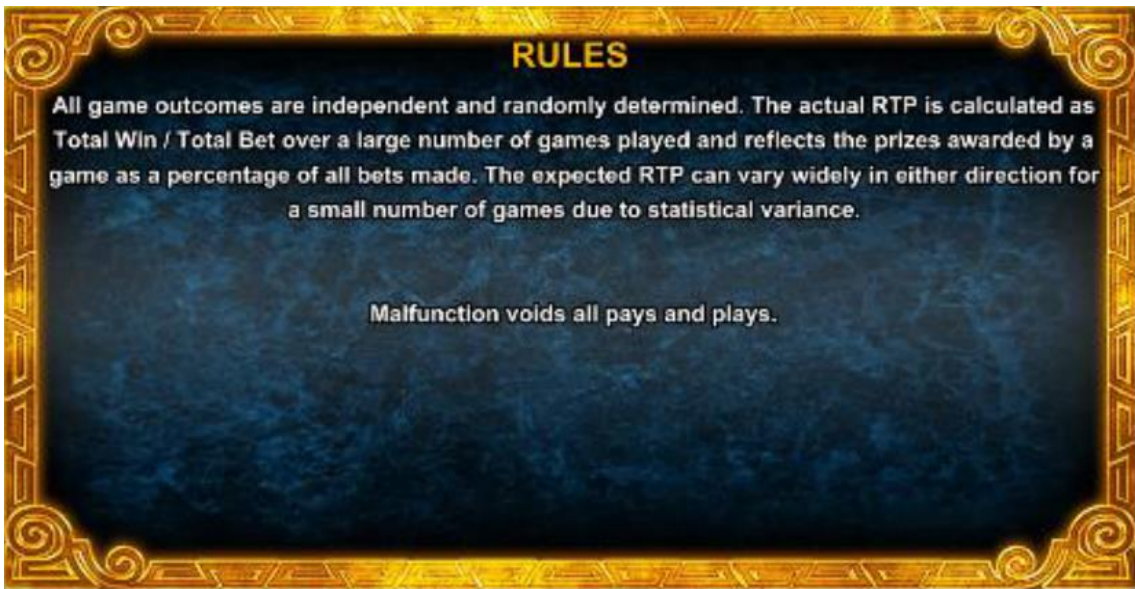 RULES
All game outcomes are independent and randomly determined. The actual RTP is calculated as
Total Win / Total Bet over a large number of games played and reflects the prizes awarded by a
game as a percentage of all bets made. The expected RTP can vary widely in either direction for
a small number of games due to statistical variance.
Malfunction voids all pays and plays.